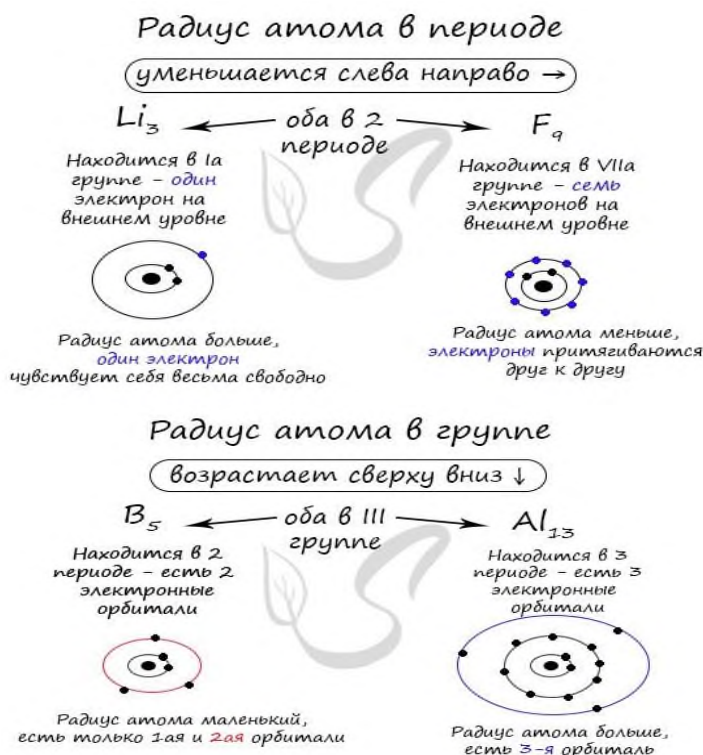 Радиус атома в периоде
уменьшается слева направо →
Li₃
оба в 2
периоде
F₉
Находится в Iа
группе - один
электрон на
внешнем уровне
Находится в VIIа
группе - семь
электронов на
внешнем уровне
Радиус атома больше,
один электрон
чувствует себя весьма свободно
Радиус атома меньше,
электроны притягиваются
друг к другу
Радиус атома в группе
возрастает сверху вниз ↓
B₅
оба в III
группе
Al₁₃
Находится в 2
периоде - есть 2
электронные
орбитали
Находится в 3
периоде - есть 3
электронные
орбитали
Радиус атома маленький,
есть только 1ая и 2ая орбитали
Радиус атома больше,
есть 3-я орбиталь